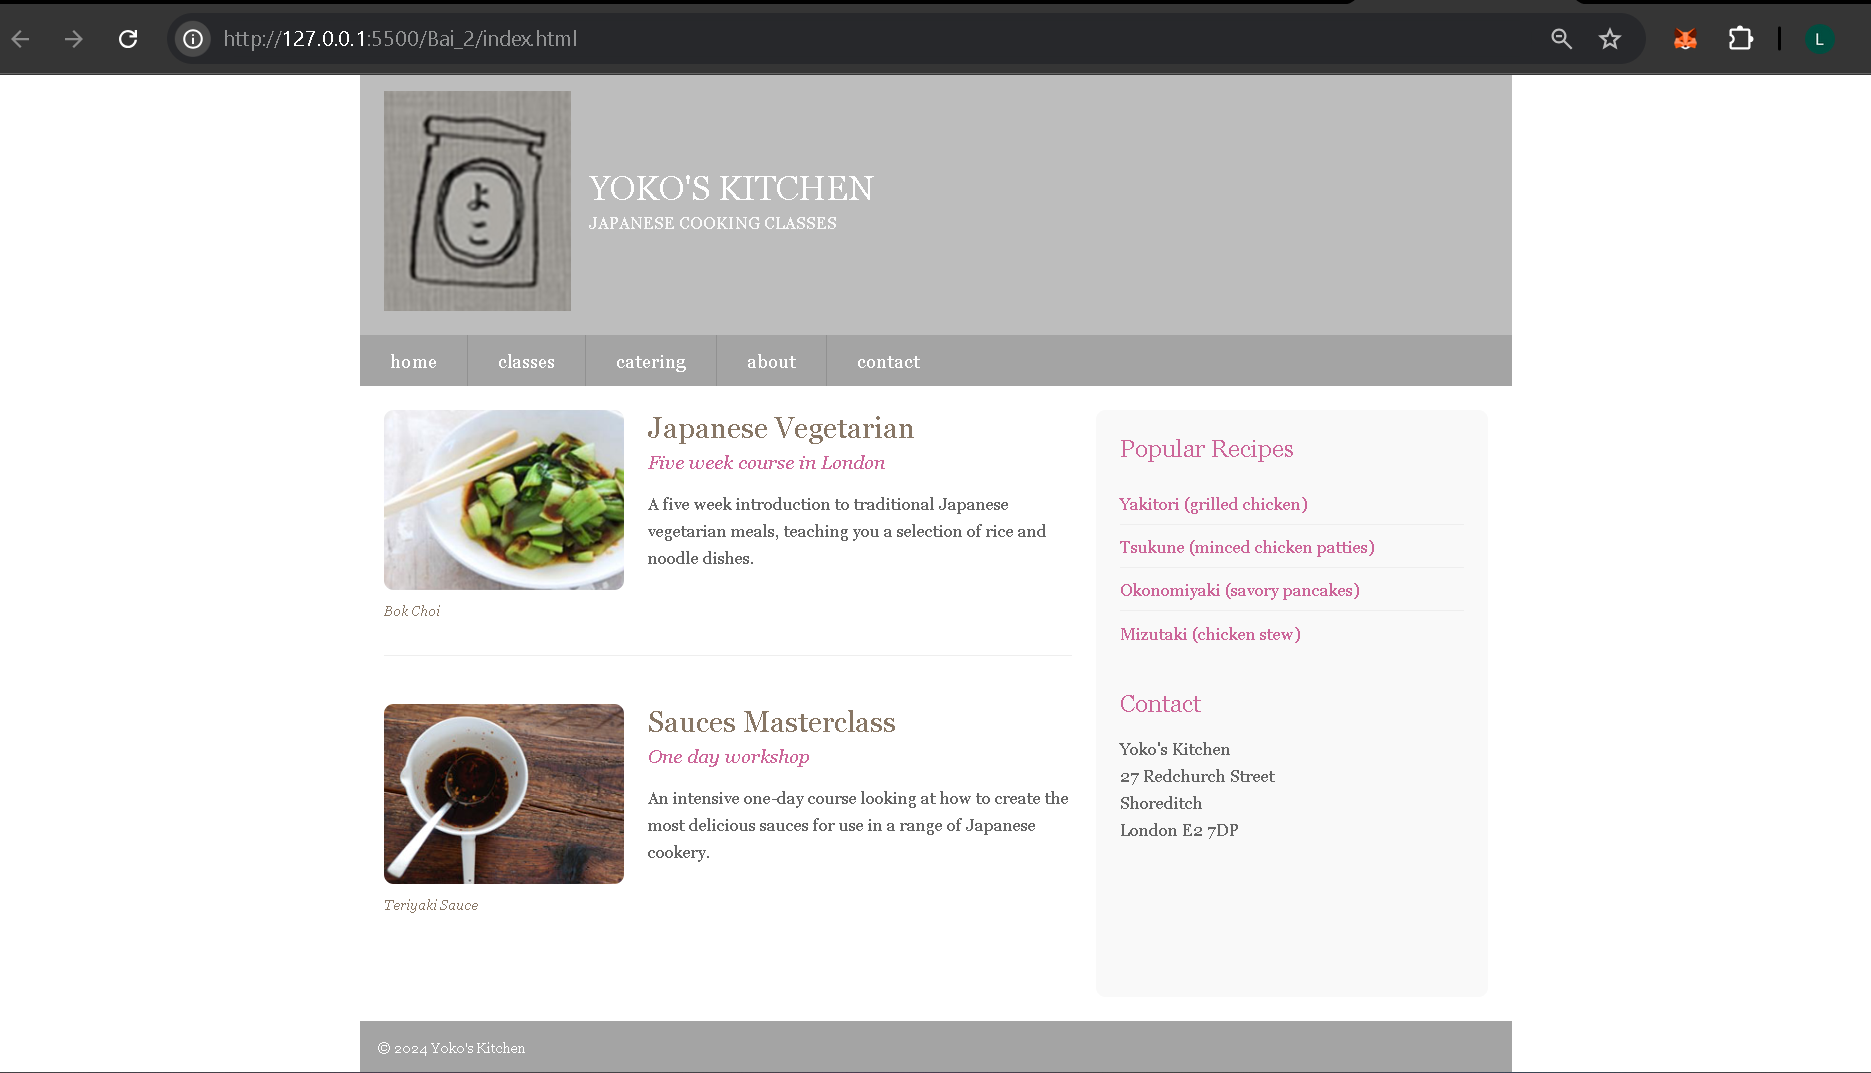 http://127.0.0.1:5500/Bai_2/index.html
L
よ
こ
YOKO'S KITCHEN
JAPANESE COOKING CLASSES
home classes catering about contact
Japanese Vegetarian
Five week course in London
A five week introduction to traditional Japanese
vegetarian meals, teaching you a selection of rice and
noodle dishes.
Bok Choi
Sauces Masterclass
One day workshop
An intensive one-day course looking at how to create the
most delicious sauces for use in a range of Japanese
cookery.
Teriyaki Sauce
Popular Recipes
Yakitori (grilled chicken)
Tsukune (minced chicken patties)
Okonomiyaki (savory pancakes)
Mizutaki (chicken stew)
Contact
Yoko's Kitchen
27 Redchurch Street
Shoreditch
London E2 7DP
© 2024 Yoko's Kitchen